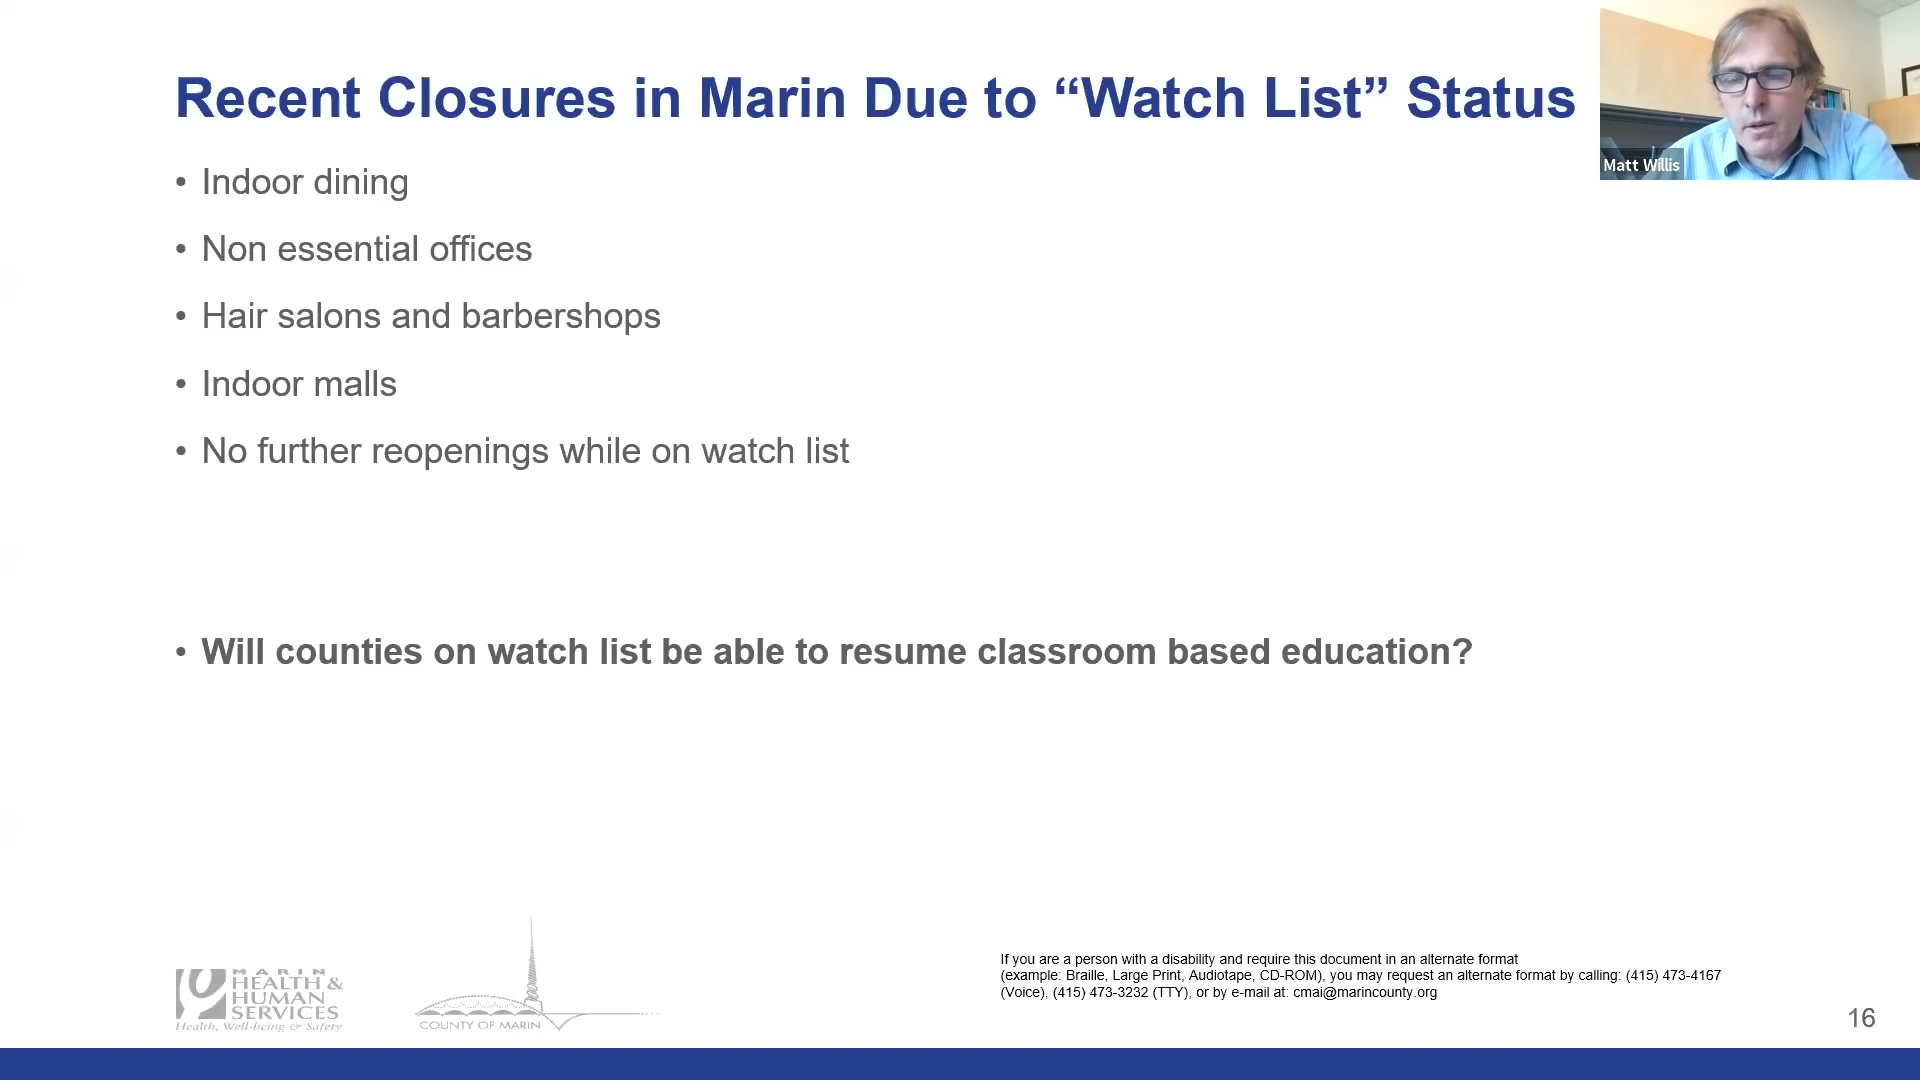 Recent Closures in Marin Due to “Watch List” Status
Matt Willis
• Indoor dining
• Non essential offices
• Hair salons and barbershops
• Indoor malls
• No further reopenings while on watch list
• Will counties on watch list be able to resume classroom based education?
MARIN
HEALTH &
HUMAN
SERVICES
Health, Well-being & Safety
COUNTY OF MARIN
If you are a person with a disability and require this document in an alternate format
(example: Braille, Large Print, Audiotape, CD-ROM), you may request an alternate format by calling: (415) 473-4167
(Voice), (415) 473-3232 (TTY), or by e-mail at: cmai@marincounty.org
16